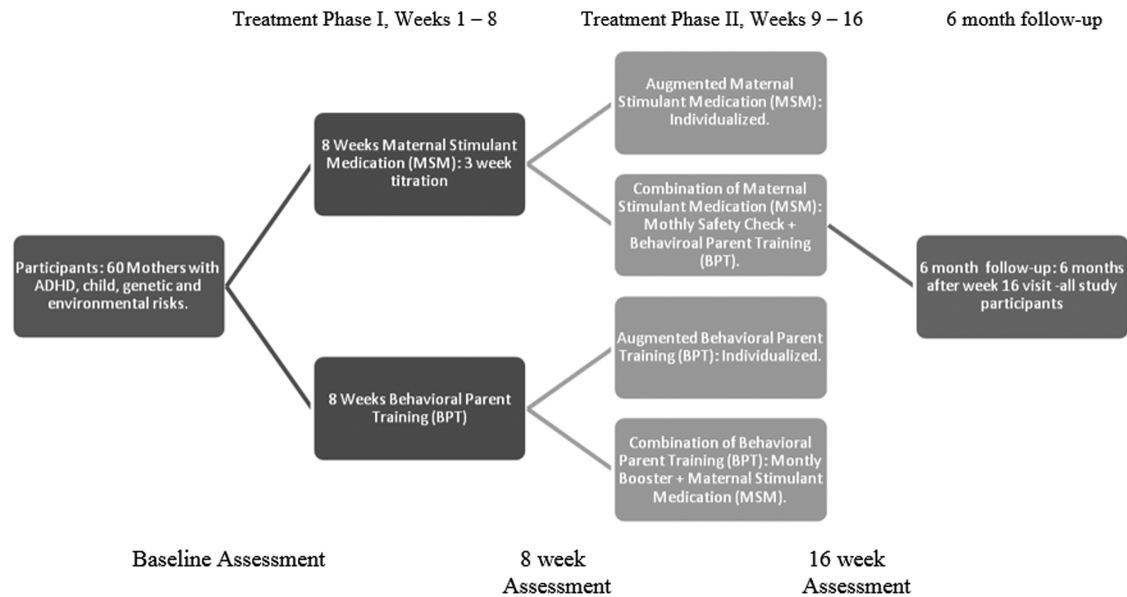 Treatment Phase I, Weeks 1 – 8
Treatment Phase II, Weeks 9 – 16
6 month follow-up
Participants: 60 Mothers with
ADHD, child, genetic and
environmental risks.
8 Weeks Maternal Stimulant
Medication (MSM): 3 week
titration
8 Weeks Behavioral Parent
Training (BPT)
Augmented Maternal
Stimulant Medication (MSM):
Individualized.
Combination of Maternal
Stimulant Medication (MSM):
Mothly Safety Check +
Behaviroal Parent Training
(BPT).
Augmented Behavioral Parent
Training (BPT): Individualized.
Combination of Behavioral
Parent Training (BPT): Montly
Booster + Maternal Stimulant
Medication (MSM).
6 month follow-up: 6 months
after week 16 visit -all study
participants
Baseline Assessment
8 week
Assessment
16 week
Assessment